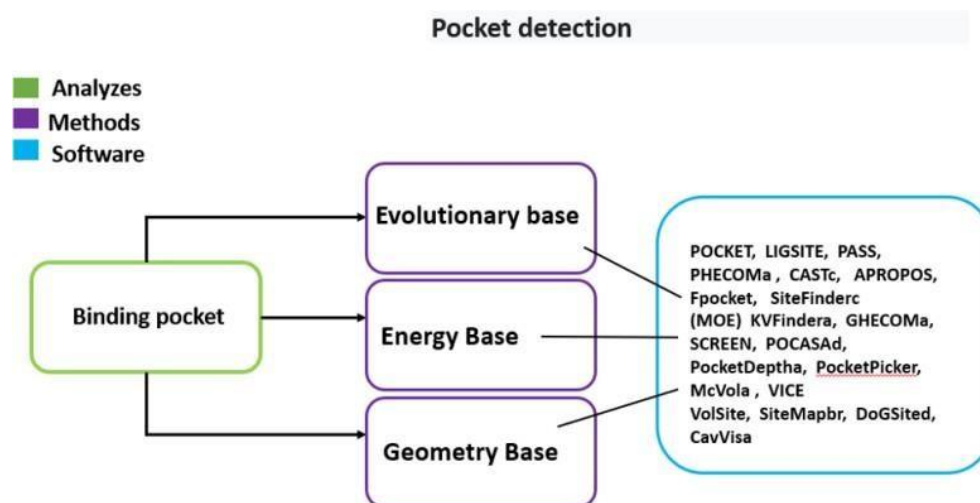 Pocket detection
Analyzes
Methods
Software
Binding pocket
Evolutionary base
Energy Base
Geometry Base
POCKET, LIGSITE, PASS,
PHECOMa , CASTc, APROPOS,
Fpocket, SiteFinderc
(MOE) KVFindera, GHECOMa,
SCREEN, POCASAd,
PocketDeptha, PocketPicker,
McVola , VICE
VolSite, SiteMapbr, DoGSited,
CavVisa